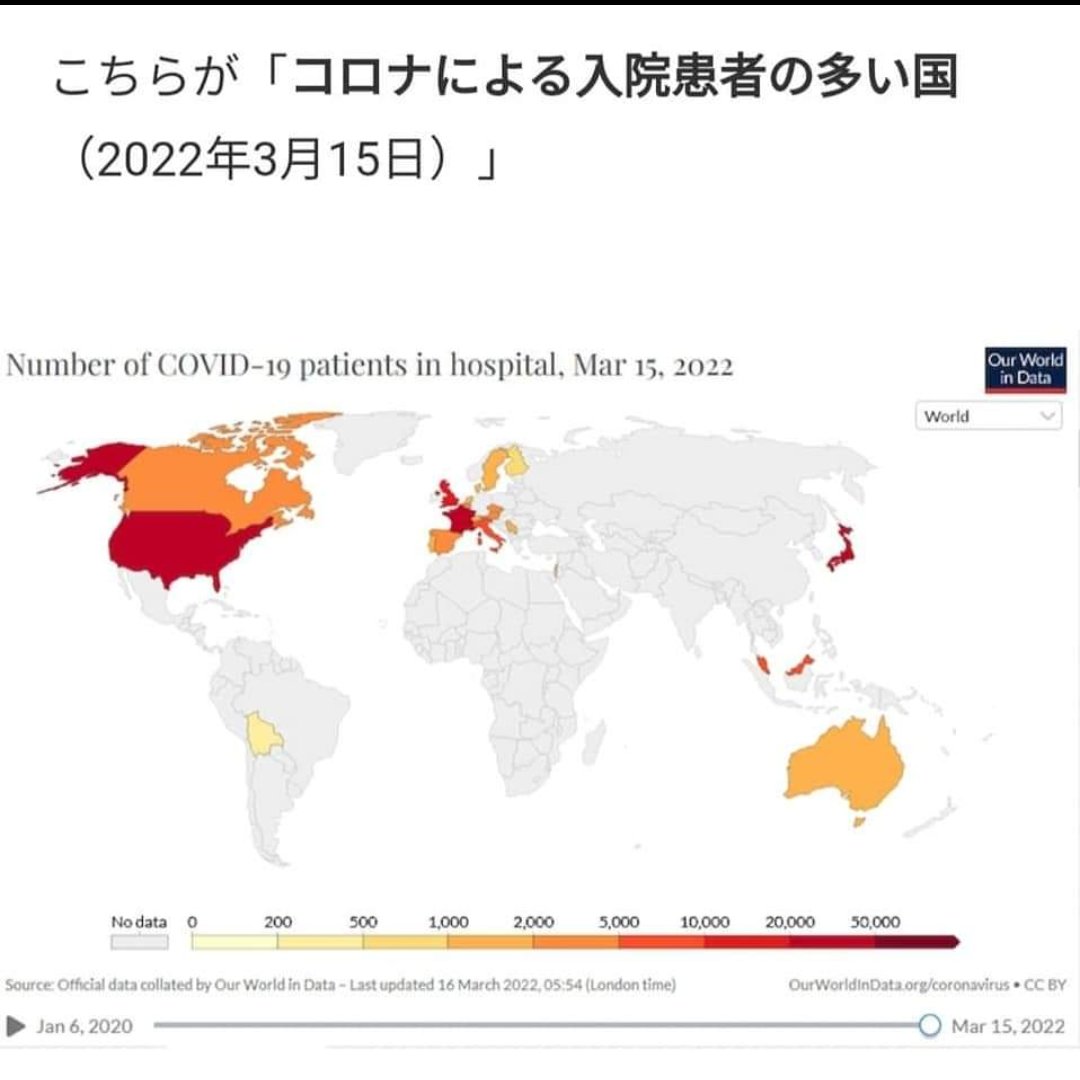 こちらが「コロナによる入院患者の多い国
（2022年3月15日）」
Number of COVID-19 patients in hospital, Mar 15, 2022
Our World
in Data
World
No data 0 200 500 1,000 2,000 5,000 10,000 20,000 50,000
Source: Official data collated by Our World in Data – Last updated 16 March 2022, 05:54 (London time)
OurWorldInData.org/coronavirus • CC BY
Jan 6, 2020
Mar 15, 2022